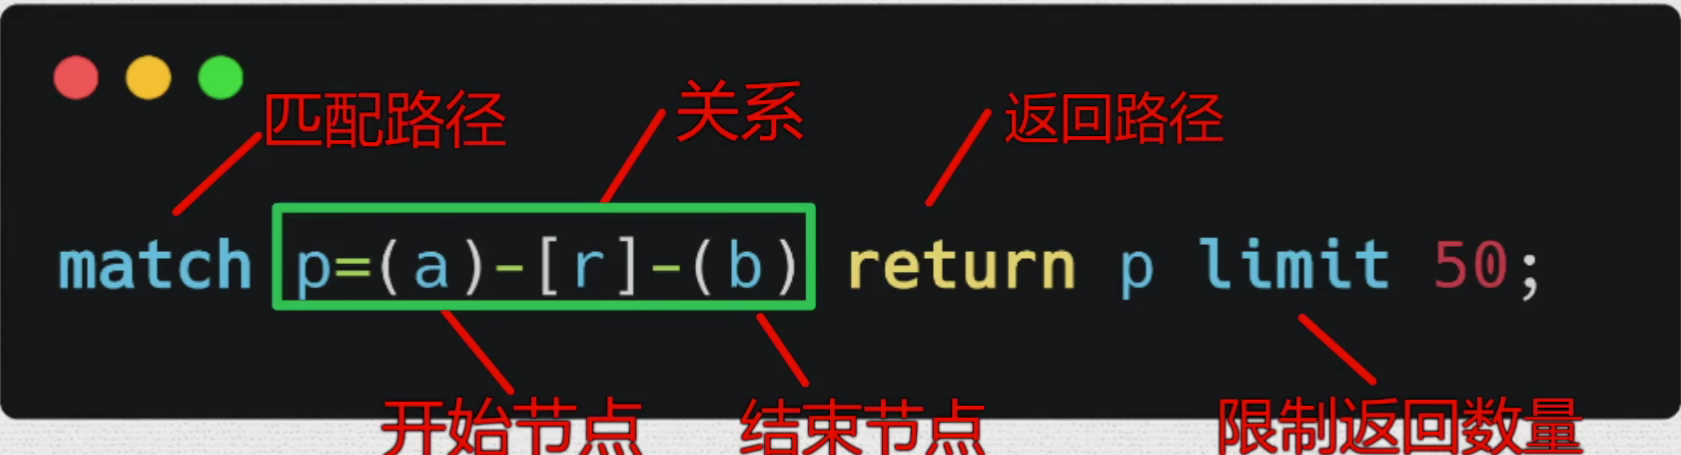 匹配路径 关系 返回路径
match p=(a)-[r]-(b) return p limit 50;
开始节点 结束节点 限制返回数量